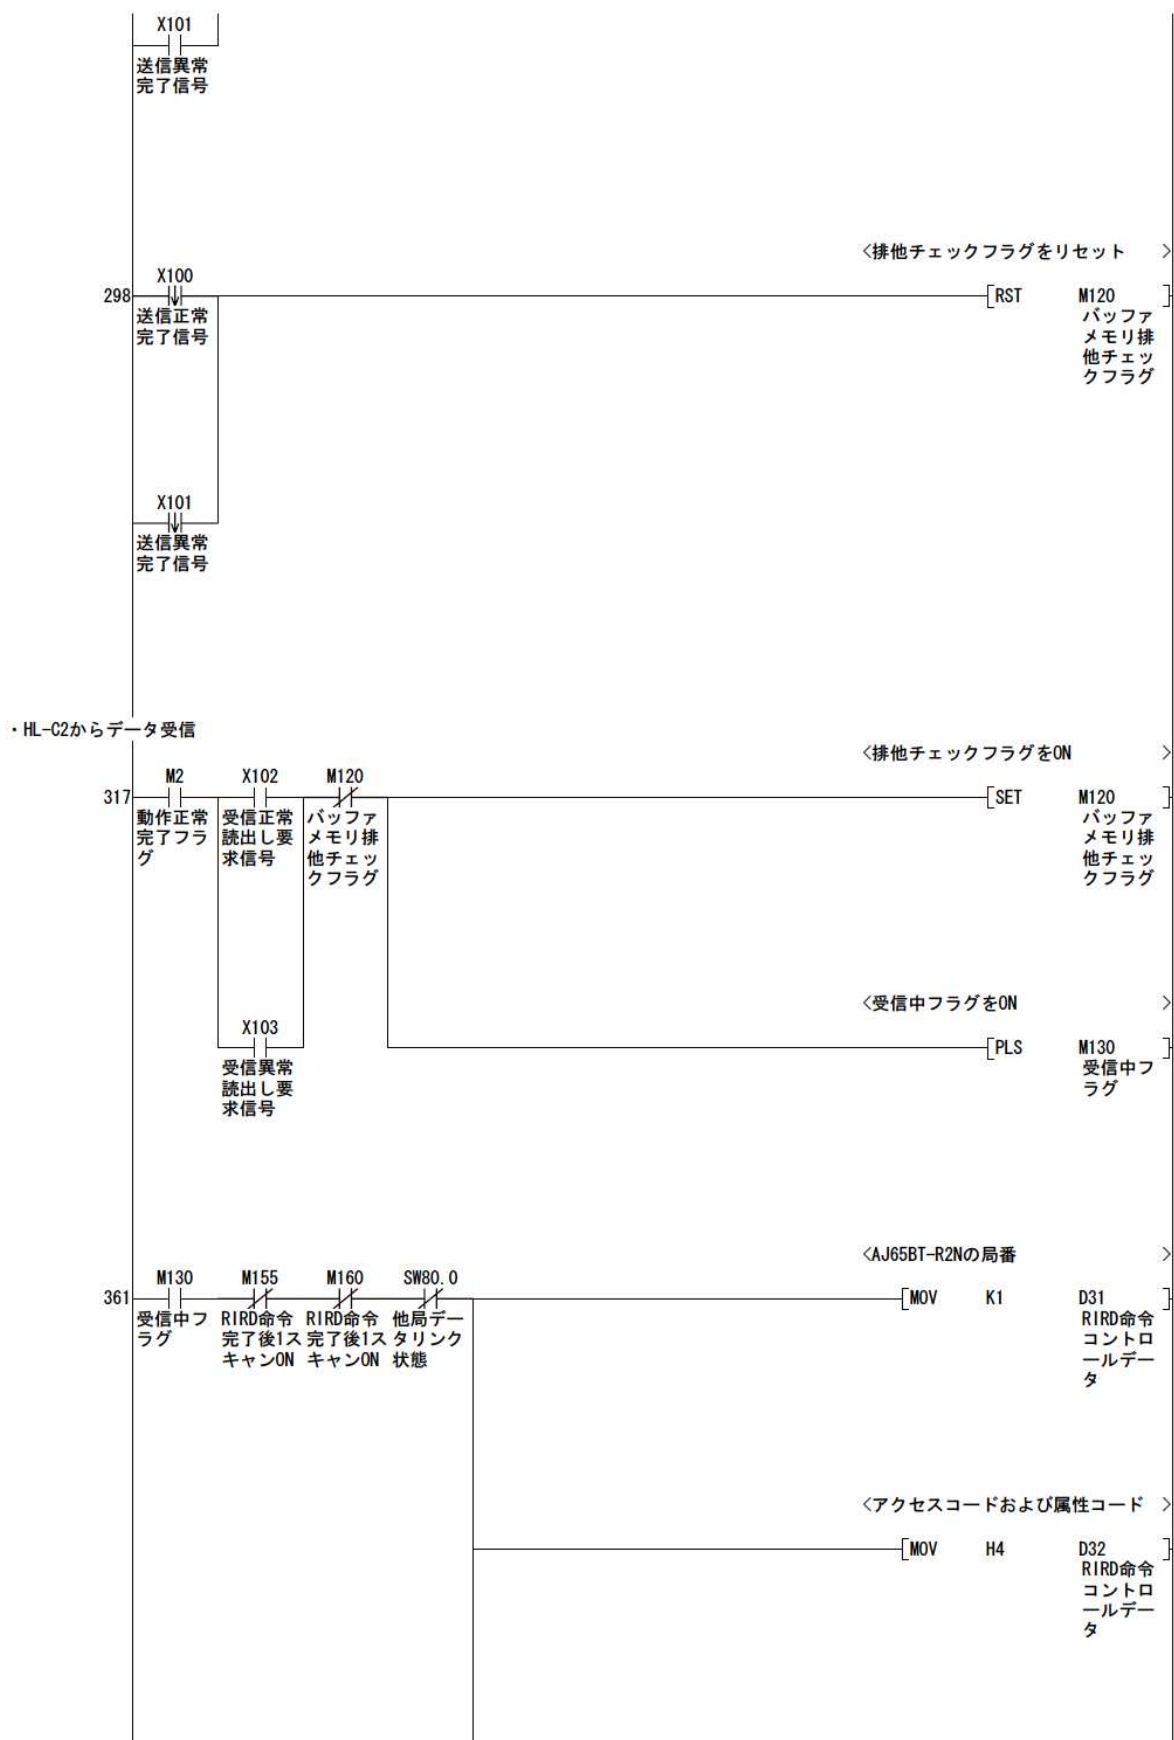 X101
送信異常
完了信号
<排他チェックフラグをリセット >
X100
298
RST M120
送信正常
完了信号
バッファ
メモリ排
他チェッ
クフラグ
X101
送信異常
完了信号
・HL-C2からデータ受信
<排他チェックフラグをON >
M2 X102 M120
317
SET M120
動作正常
完了フラ
グ
受信正常
読出し要
求信号
バッファ
メモリ排
他チェッ
クフラグ
バッファ
メモリ排
他チェッ
クフラグ
<受信中フラグをON >
X103
PLS M130
受信異常
読出し要
求信号
受信中フ
ラグ
<AJ65BT-R2Nの局番 >
M130 M155 M160 SW80.0
361
MOV K1 D31
受信中フ
ラグ
RIRD命令
完了後1ス
キャンON
RIRD命令
完了後1ス
キャンON
他局デー
タリンク
状態
RIRD命令
コントロ
ールデー
タ
<アクセスコードおよび属性コード >
MOV H4 D32
RIRD命令
コントロ
ールデー
タ